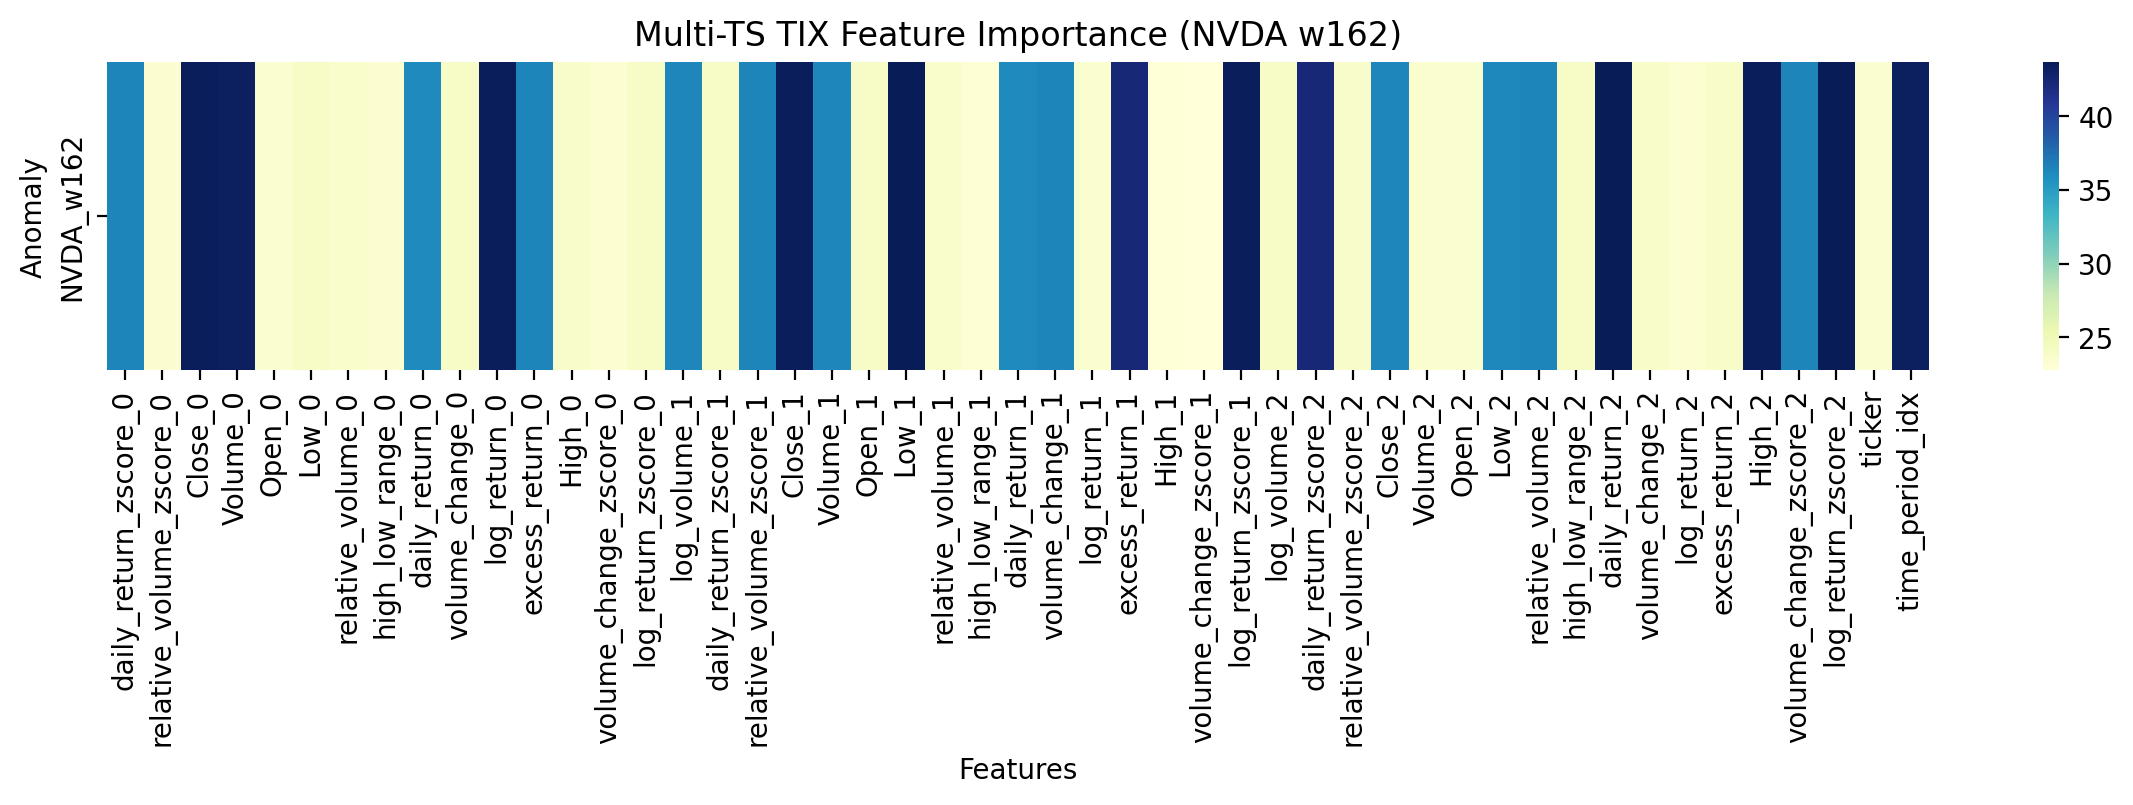 Multi-TS TIX Feature Importance (NVDA w162)
Anomaly
NVDA_w162
40
35
30
25
daily_return_zscore_0
relative_volume_zscore_0
Close_0
Volume_0
Open_0
Low_0
relative_volume_0
high_low_range_0
daily_return_0
volume_change_0
log_return_0
excess_return_0
High_0
volume_change_zscore_0
log_return_zscore_0
log_volume_1
daily_return_zscore_1
relative_volume_zscore_1
Close_1
Volume_1
Open_1
Low_1
relative_volume_1
high_low_range_1
daily_return_1
volume_change_1
log_return_1
excess_return_1
High_1
volume_change_zscore_1
log_return_zscore_1
log_volume_2
daily_return_zscore_2
relative_volume_zscore_2
Close_2
Volume_2
Open_2
Low_2
relative_volume_2
high_low_range_2
daily_return_2
volume_change_2
log_return_2
excess_return_2
High_2
volume_change_zscore_2
log_return_zscore_2
ticker
time_period_idx
Features